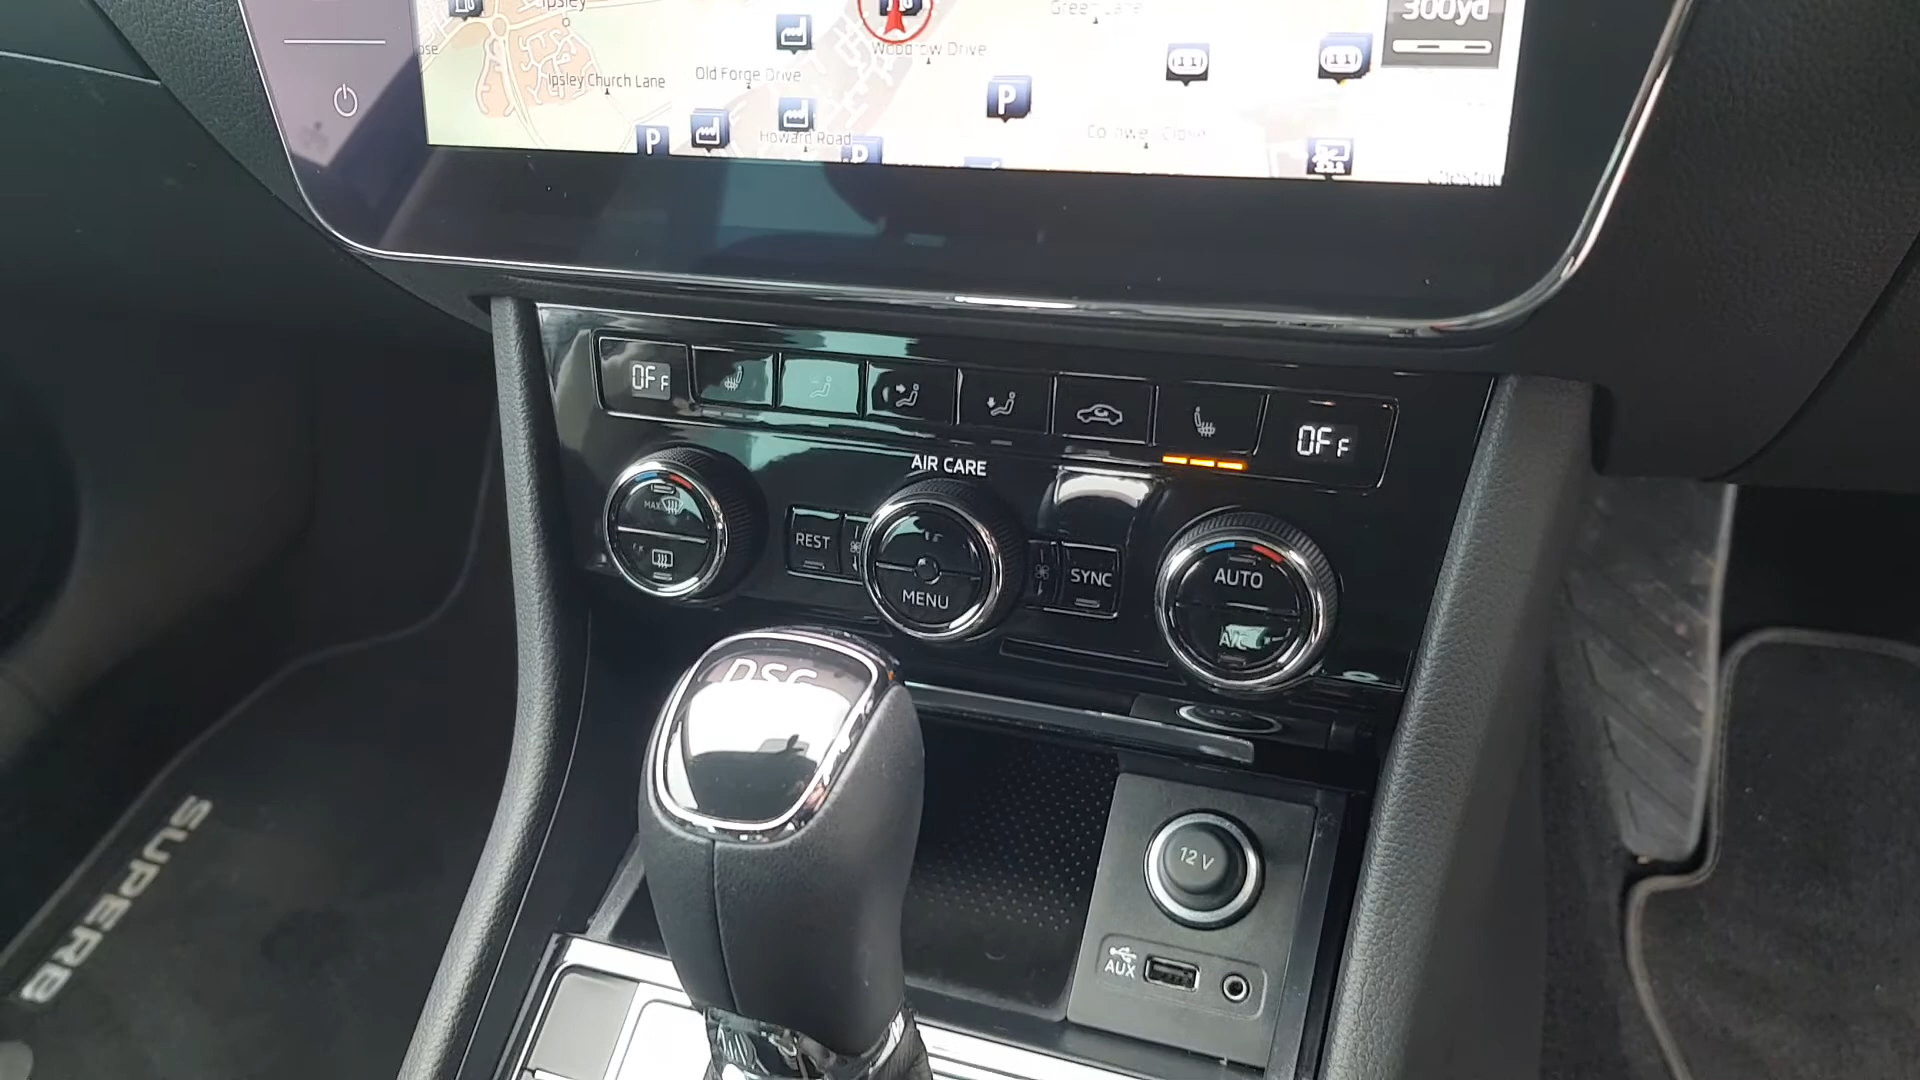 Ipsley
Green Lane
300yd
Woodrow Drive
Old Forge Drive
Ipsley Church Lane
P
Howard Road
P
P
OFF
OFF
AIR CARE
MAX
REST
MENU
SYNC
AUTO
A/C
DSG
12 V
AUX
SUPERB